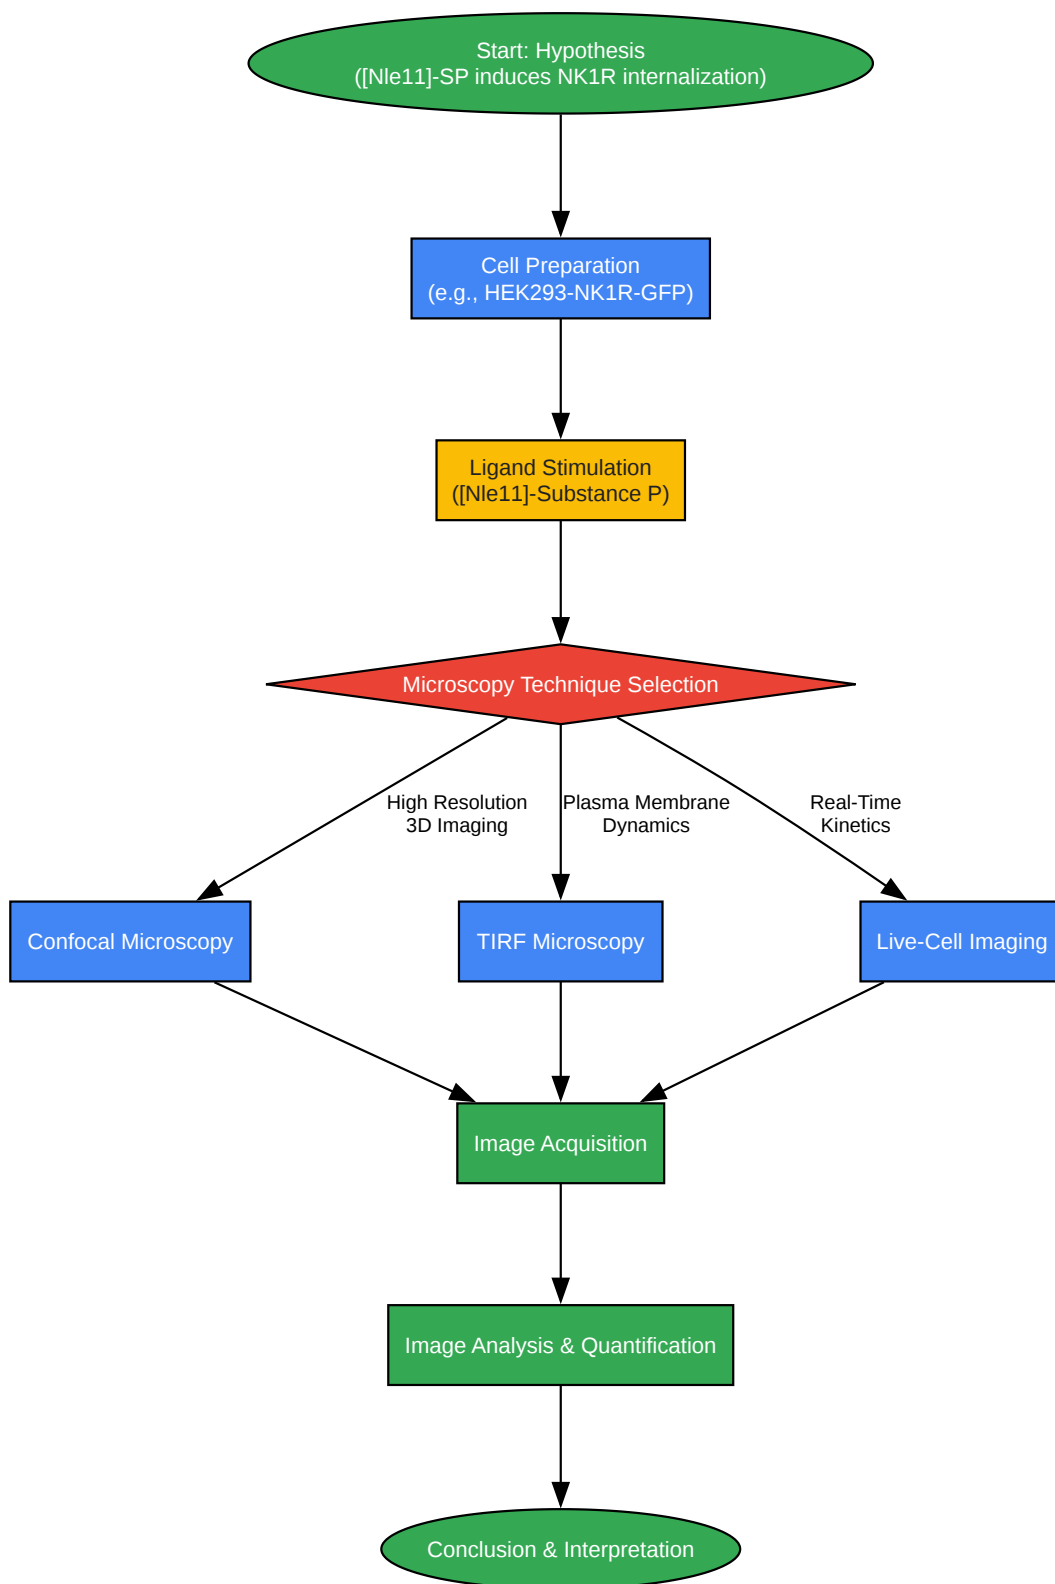 Start: Hypothesis
([Nle11]-SP induces NK1R internalization)
Cell Preparation
(e.g., HEK293-NK1R-GFP)
Ligand Stimulation
([Nle11]-Substance P)
Microscopy Technique Selection
High Resolution
3D Imaging
Plasma Membrane
Dynamics
Real-Time
Kinetics
Confocal Microscopy
TIRF Microscopy
Live-Cell Imaging
Image Acquisition
Image Analysis & Quantification
Conclusion & Interpretation